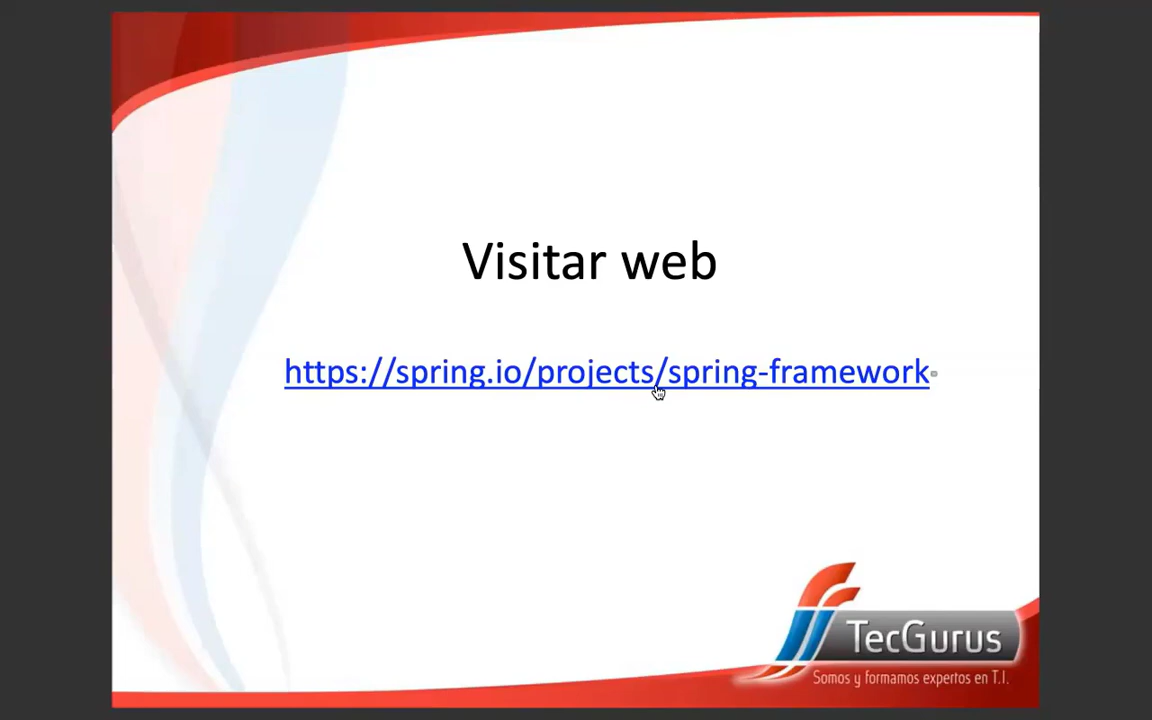 Visitar web
https://spring.io/projects/spring-framework
TecGurus
Somos y formamos expertos en T.I.